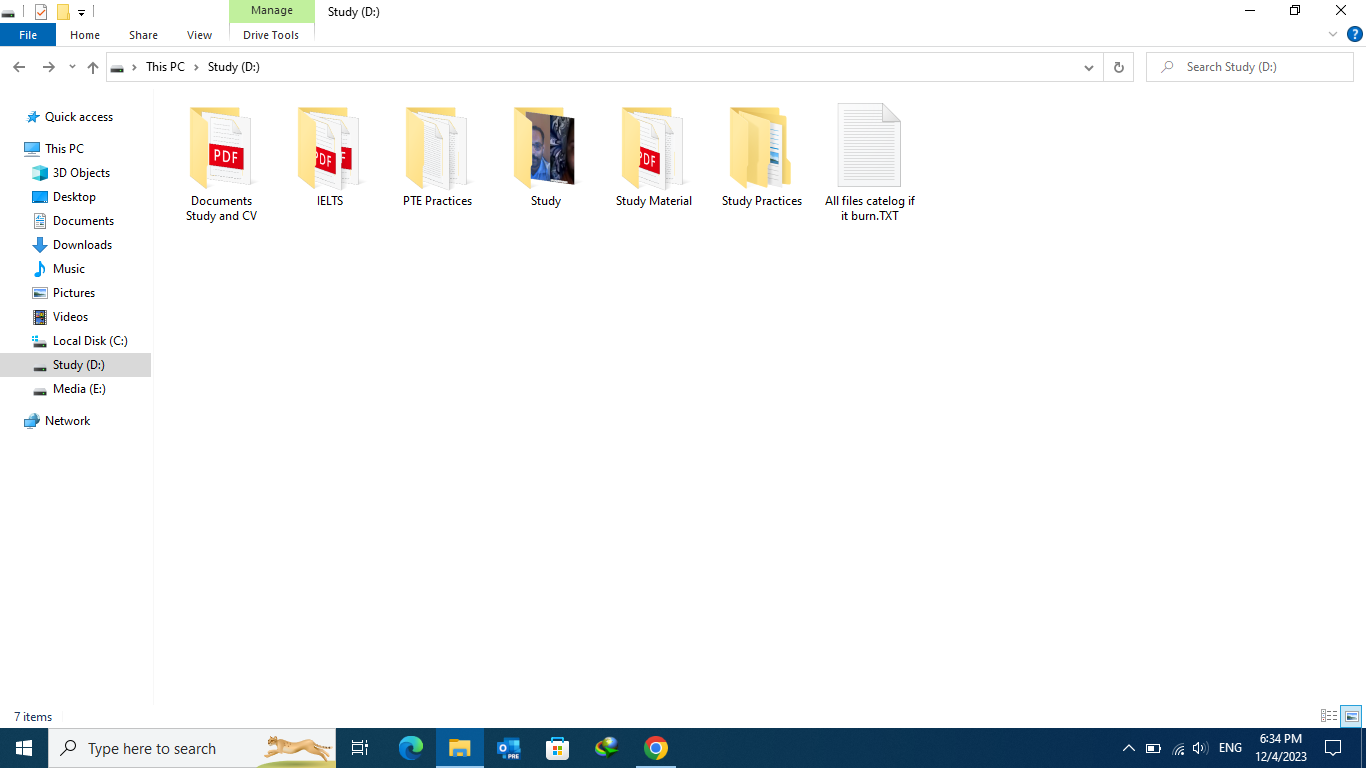 Manage
Study (D:)
File
Home
Share
View
Drive Tools
This PC
Study (D:)
Search Study (D:)
Quick access
This PC
3D Objects
Desktop
Documents
Downloads
Music
Pictures
Videos
Local Disk (C:)
Study (D:)
Media (E:)
Network
PDF
Documents
Study and CV
PDF
IELTS
PTE Practices
Study
PDF
Study Material
Study Practices
All files catelog if
it burn.TXT
7 items
Type here to search
PRE
ENG
6:34 PM
12/4/2023